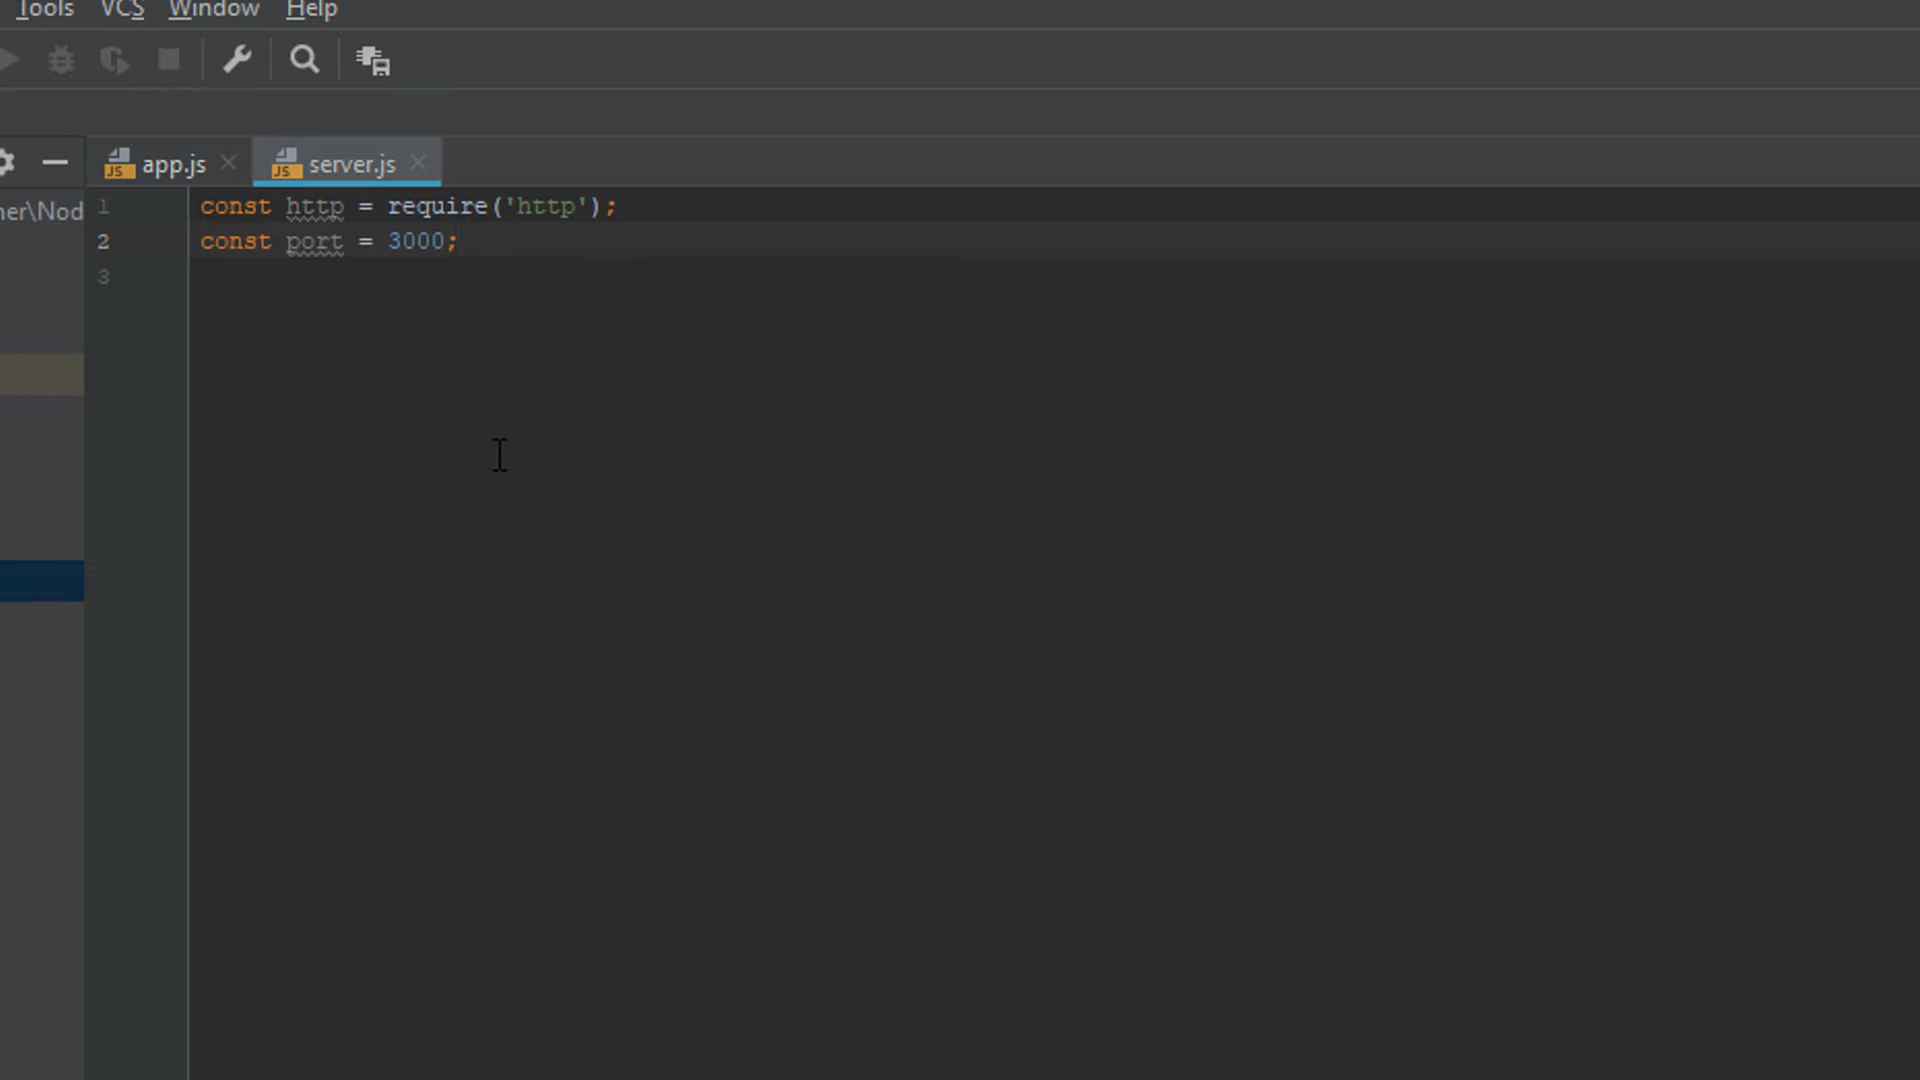 Tools VCS Window Help
app.js server.js
ner\Nod
1 const http = require('http');
2 const port = 3000;
3